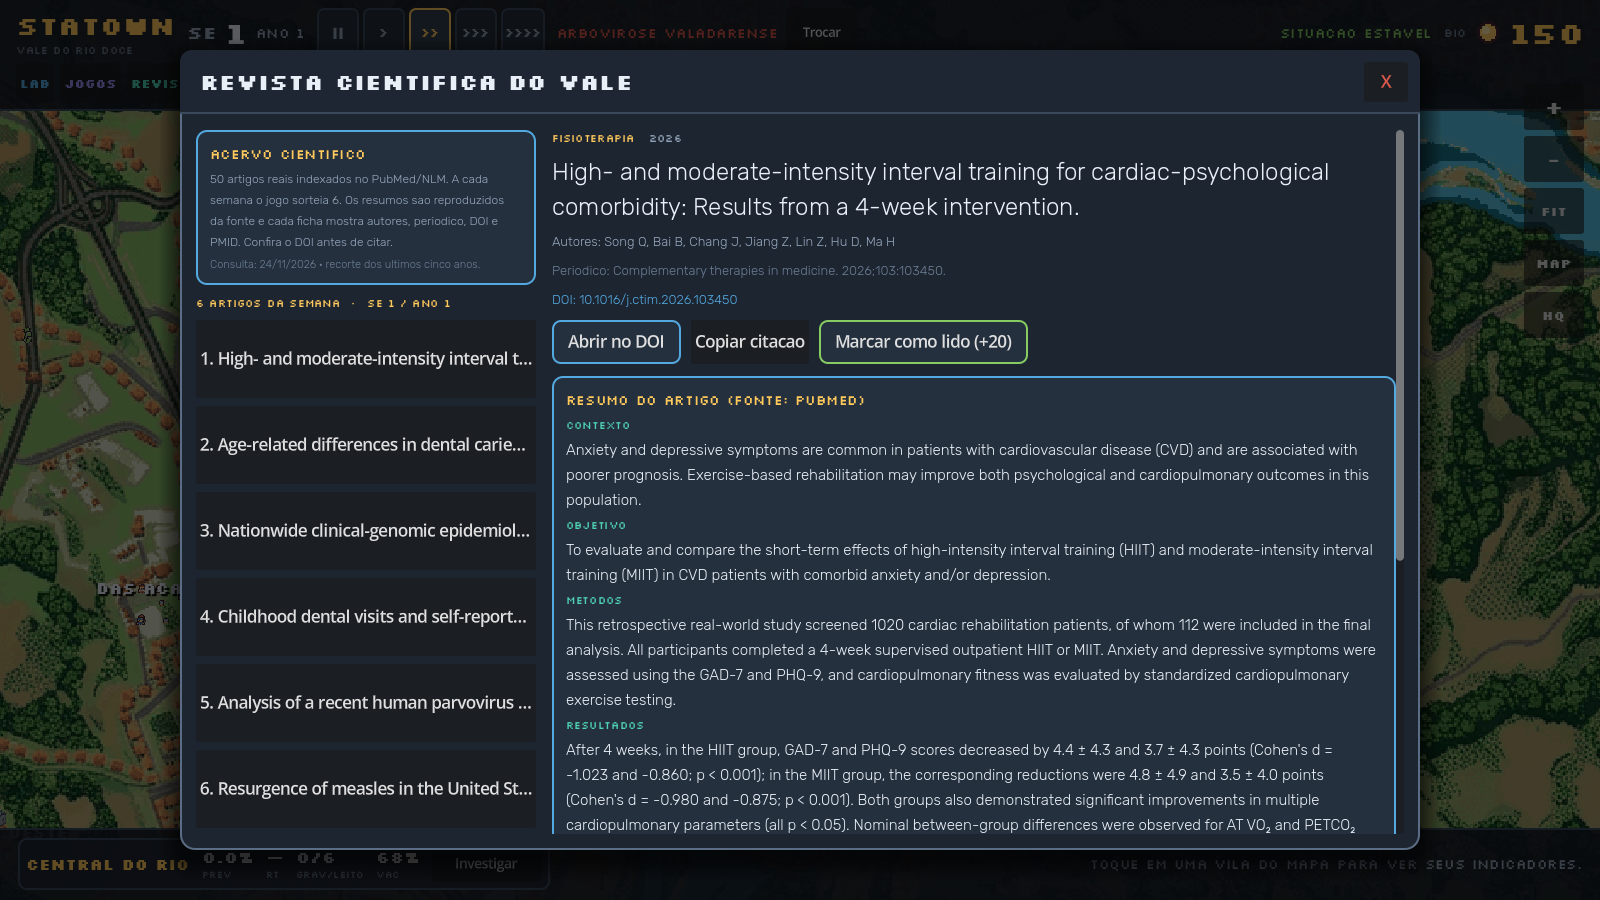 STATOWN
VALE DO RIO DOCE
SE 1 ANO 1
ARBOVIROSE VALADARENSE
Trocar
SITUACAO ESTAVEL
BIO
150
LAB JOGOS REVIS
REVISTA CIENTIFICA DO VALE
X
ACERVO CIENTIFICO
50 artigos reais indexados no PubMed/NLM. A cada
semana o jogo sorteia 6. Os resumos sao reproduzidos
da fonte e cada ficha mostra autores, periodico, DOI e
PMID. Confira o DOI antes de citar.
Consulta: 24/11/2026 • recorte dos ultimos cinco anos.
6 ARTIGOS DA SEMANA · SE 1 / ANO 1
1. High- and moderate-intensity interval t...
2. Age-related differences in dental carie...
3. Nationwide clinical-genomic epidemiol...
4. Childhood dental visits and self-report...
5. Analysis of a recent human parvovirus ...
6. Resurgence of measles in the United St...
FISIOTERAPIA 2026
High- and moderate-intensity interval training for cardiac-psychological
comorbidity: Results from a 4-week intervention.
Autores: Song Q, Bai B, Chang J, Jiang Z, Lin Z, Hu D, Ma H
Periodico: Complementary therapies in medicine. 2026;103:103450.
DOI: 10.1016/j.ctim.2026.103450
Abrir no DOI
Copiar citacao
Marcar como lido (+20)
RESUMO DO ARTIGO (FONTE: PUBMED)
CONTEXTO
Anxiety and depressive symptoms are common in patients with cardiovascular disease (CVD) and are associated with
poorer prognosis. Exercise-based rehabilitation may improve both psychological and cardiopulmonary outcomes in this
population.
OBJETIVO
To evaluate and compare the short-term effects of high-intensity interval training (HIIT) and moderate-intensity interval
training (MIIT) in CVD patients with comorbid anxiety and/or depression.
METODOS
This retrospective real-world study screened 1020 cardiac rehabilitation patients, of whom 112 were included in the final
analysis. All participants completed a 4-week supervised outpatient HIIT or MIIT. Anxiety and depressive symptoms were
assessed using the GAD-7 and PHQ-9, and cardiopulmonary fitness was evaluated by standardized cardiopulmonary
exercise testing.
RESULTADOS
After 4 weeks, in the HIIT group, GAD-7 and PHQ-9 scores decreased by 4.4 ± 4.3 and 3.7 ± 4.3 points (Cohen's d =
-1.023 and -0.860; p < 0.001); in the MIIT group, the corresponding reductions were 4.8 ± 4.9 and 3.5 ± 4.0 points
(Cohen's d = -0.980 and -0.875; p < 0.001). Both groups also demonstrated significant improvements in multiple
cardiopulmonary parameters (all p < 0.05). Nominal between-group differences were observed for AT VO₂ and PETCO₂
+
−
FIT
MAP
HQ
DAS ACA
CENTRAL DO RIO
0.0% — 0/6 68%
PREV RT GRAV/LEITO VAC
Investigar
TOQUE EM UMA VILA DO MAPA PARA VER SEUS INDICADORES.